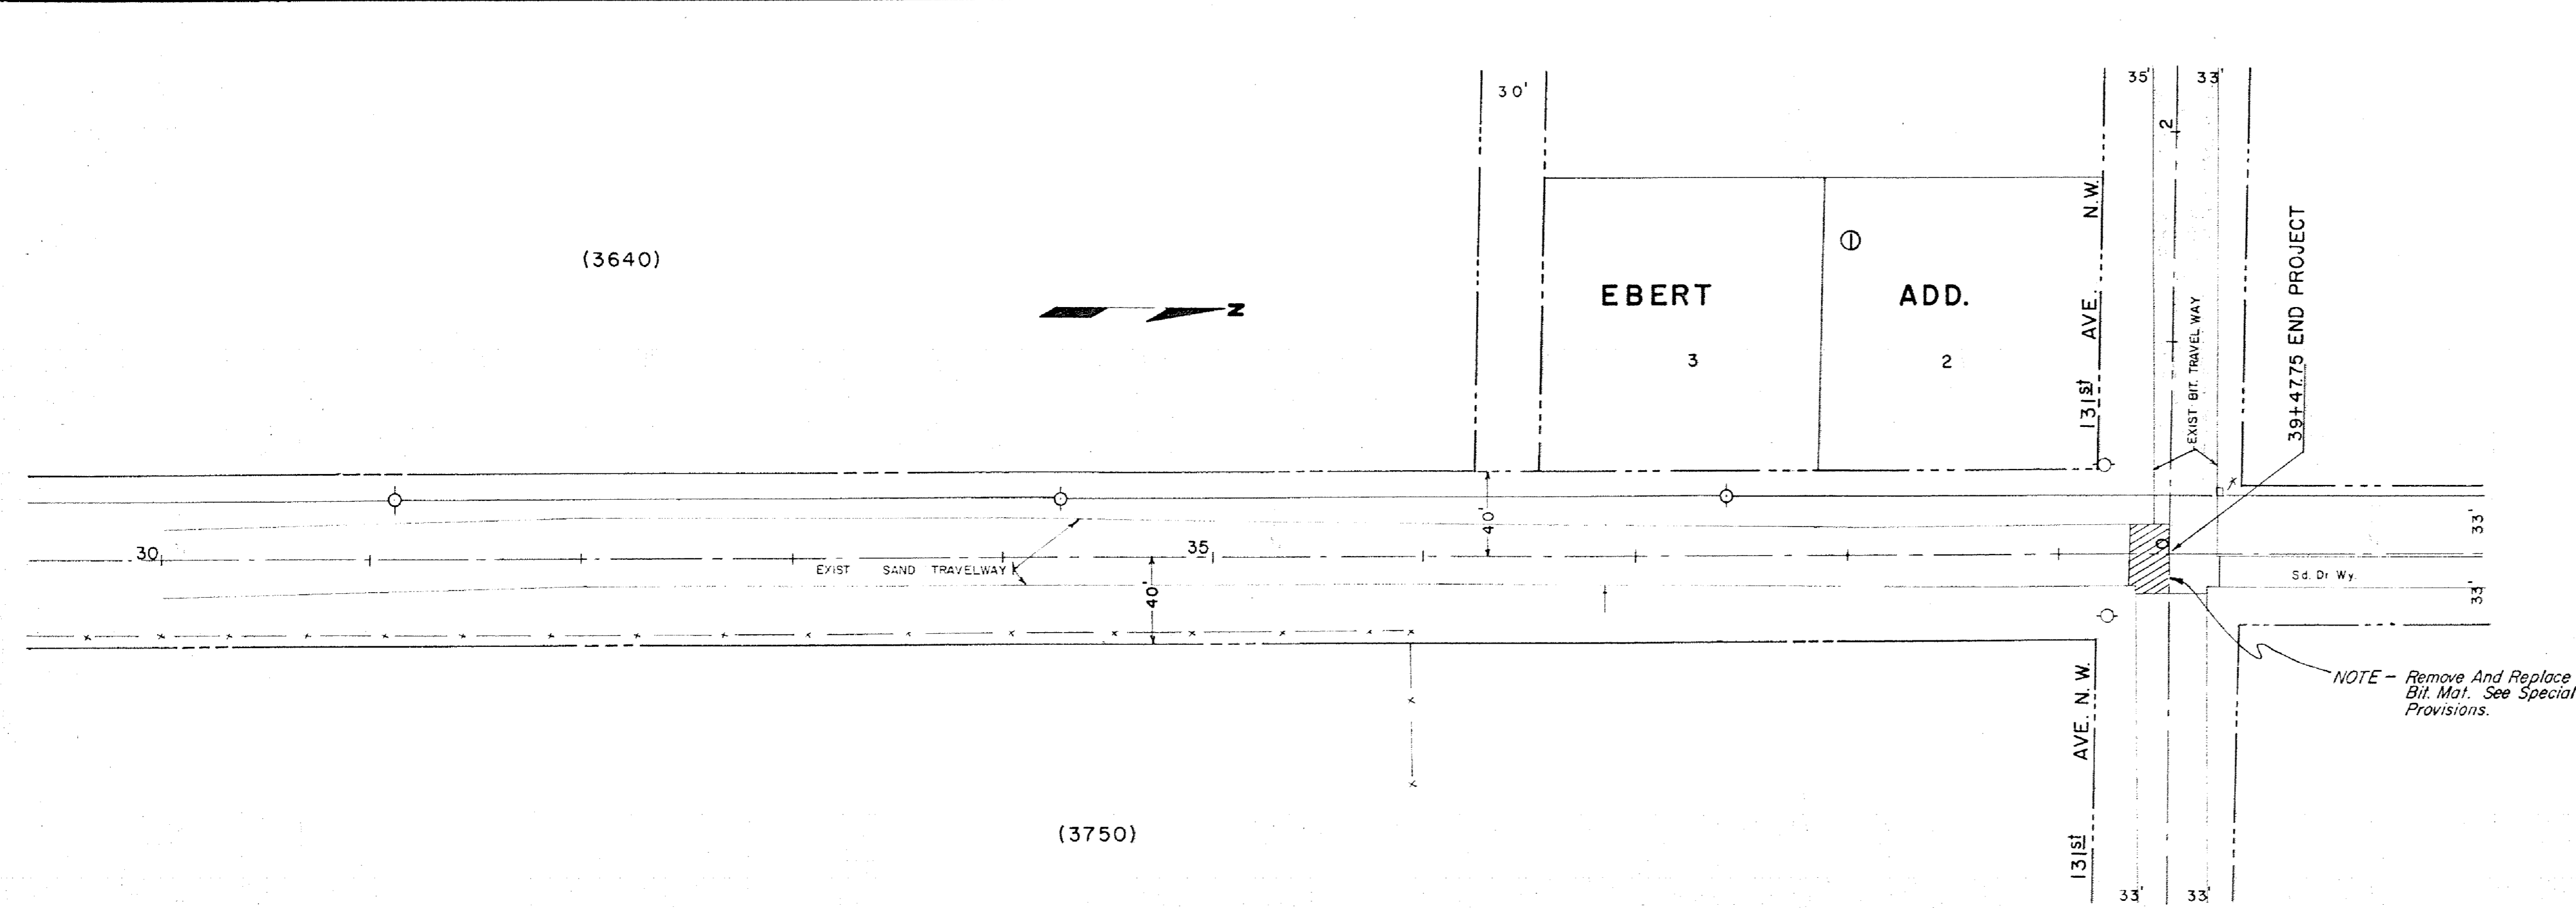 30'
35'
33'
2
N.W.
(3640)
N
EBERT
ADD.
3
2
1
AVE.
131st
EXIST BIT. TRAVEL WAY
39+47.75 END PROJECT
40'
33'
30
35
0
EXIST SAND TRAVELWAY
Sd. Dr Wy.
40'
33'
NOTE - Remove And Replace
Bit. Mat. See Special
Provisions.
AVE. N.W.
(3750)
131st
33'
33'